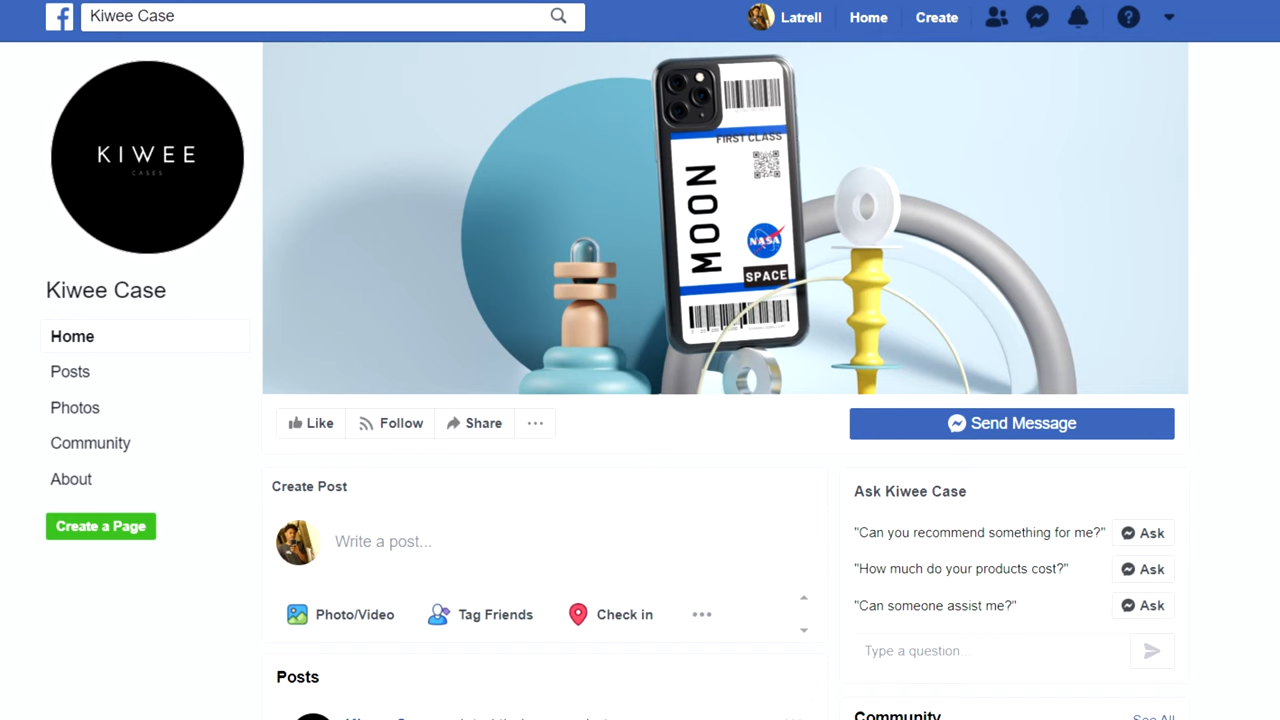 Kiwee Case
Latrell
Home
Create
KIWEE
CASES
Kiwee Case
Home
Posts
Photos
Community
About
Create a Page
FIRST CLASS
MOON
NASA
SPACE
Like
Follow
Share
Send Message
Create Post
Write a post...
Photo/Video
Tag Friends
Check in
Posts
Ask Kiwee Case
"Can you recommend something for me?"
Ask
"How much do your products cost?"
Ask
"Can someone assist me?"
Ask
Type a question...
Community
See All